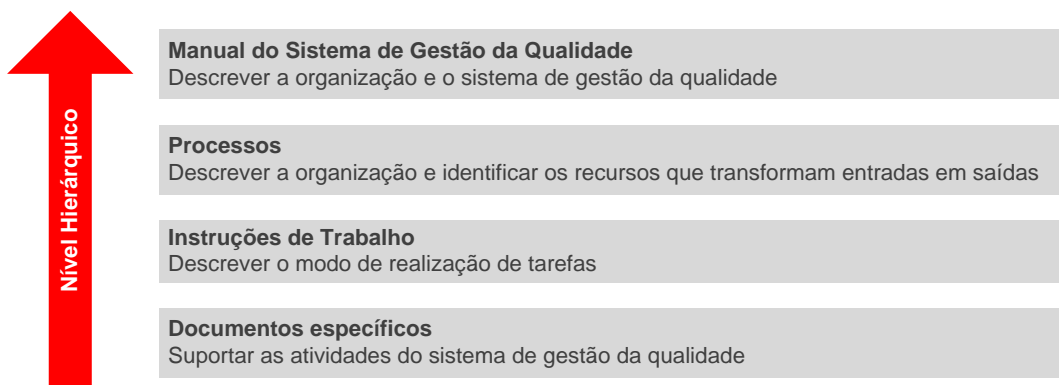 Manual do Sistema de Gestão da Qualidade
Descrever a organização e o sistema de gestão da qualidade
Processos
Descrever a organização e identificar os recursos que transformam entradas em saídas
Nível Hierárquico
Instruções de Trabalho
Descrever o modo de realização de tarefas
Documentos específicos
Suportar as atividades do sistema de gestão da qualidade